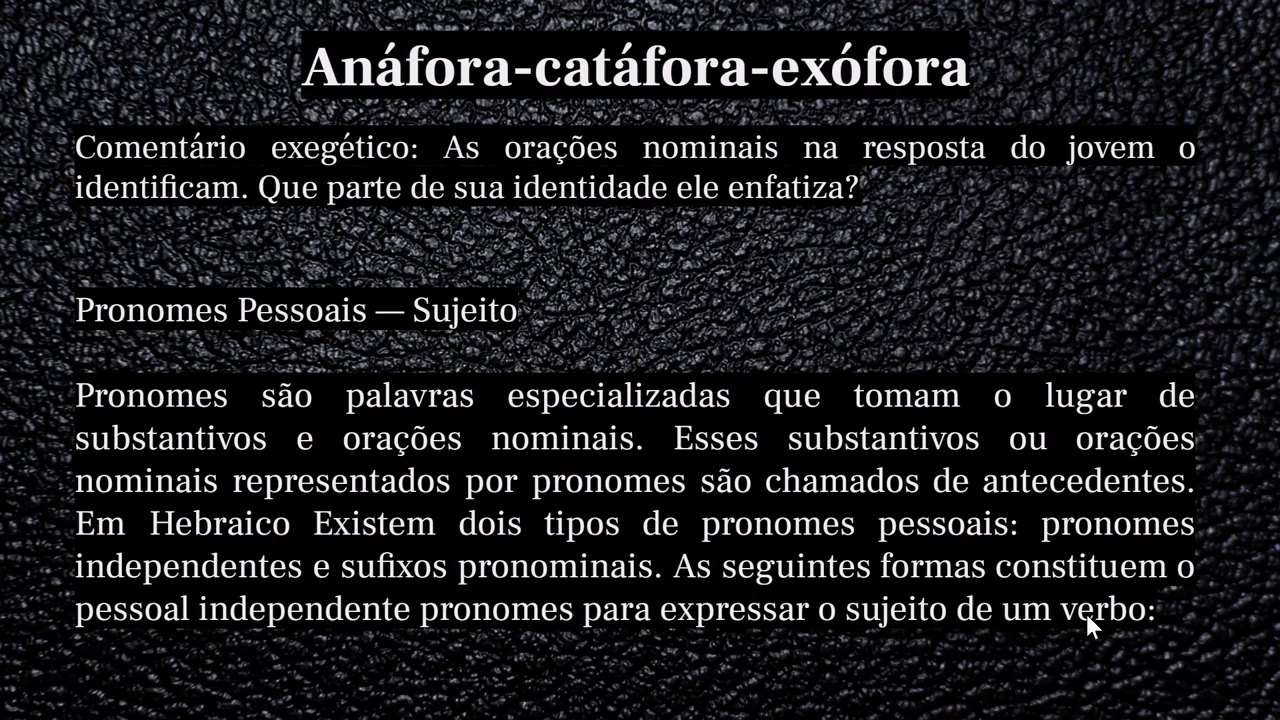 Anáfora-catáfora-exófora
Comentário exegético: As orações nominais na resposta do jovem o
identificam. Que parte de sua identidade ele enfatiza?
Pronomes Pessoais — Sujeito
Pronomes são palavras especializadas que tomam o lugar de
substantivos e orações nominais. Esses substantivos ou orações
nominais representados por pronomes são chamados de antecedentes.
Em Hebraico Existem dois tipos de pronomes pessoais: pronomes
independentes e sufixos pronominais. As seguintes formas constituem o
pessoal independente pronomes para expressar o sujeito de um verbo: